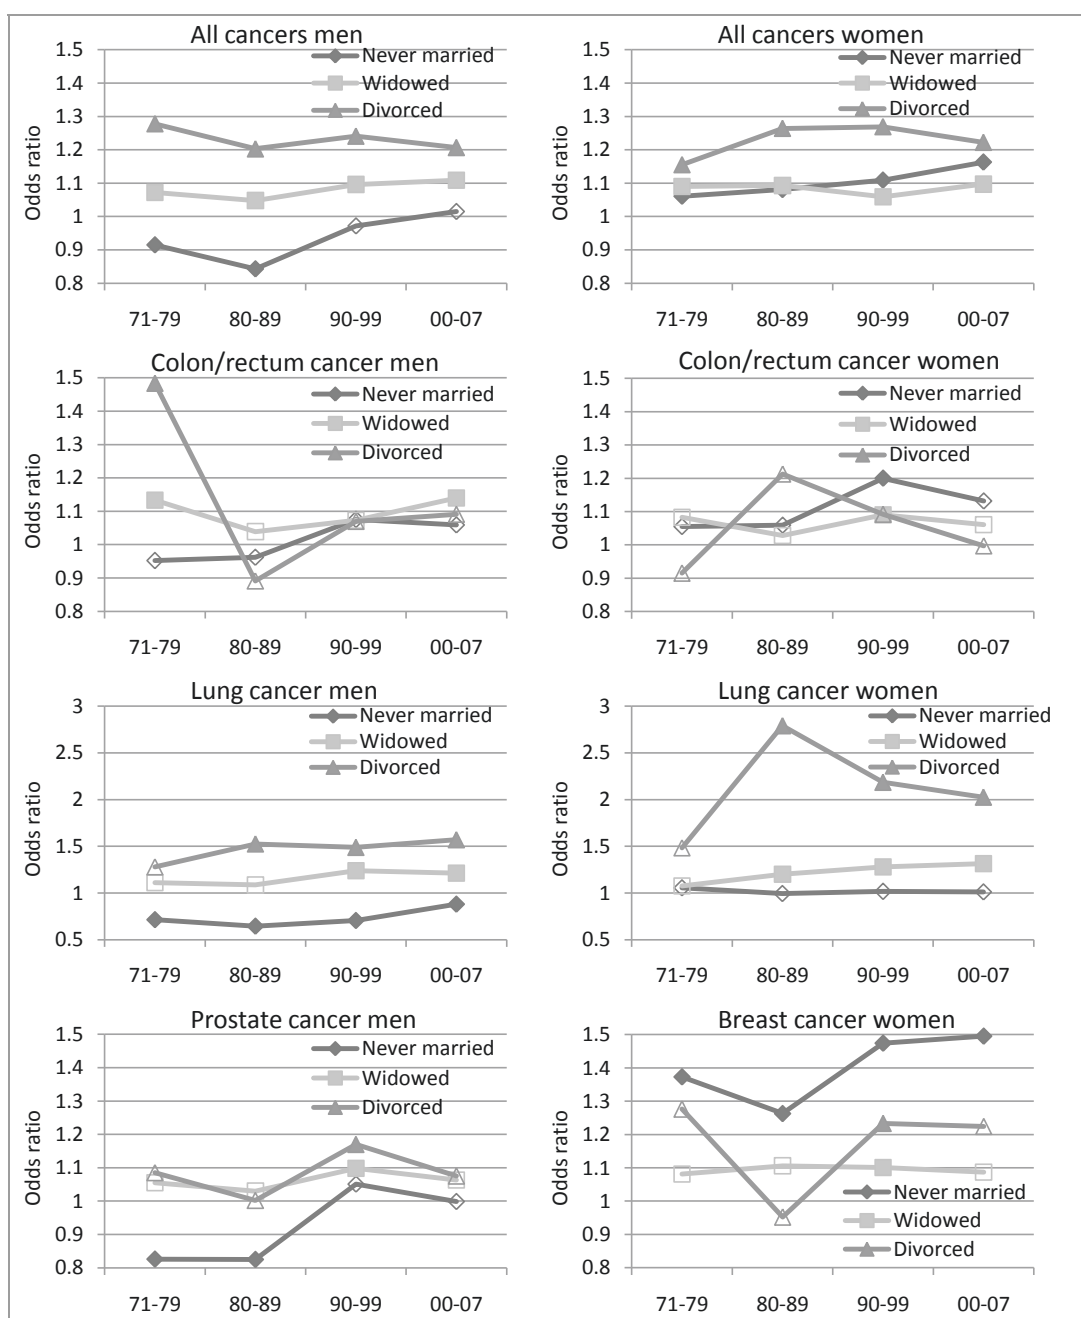 All cancers men
1.5
1.4
1.3
1.2
1.1
1
0.9
0.8
Odds ratio
Never married
Widowed
Divorced
71-79 80-89 90-99 00-07
All cancers women
1.5
1.4
1.3
1.2
1.1
1
0.9
0.8
Odds ratio
Never married
Widowed
Divorced
71-79 80-89 90-99 00-07
Colon/rectum cancer men
1.5
1.4
1.3
1.2
1.1
1
0.9
0.8
Odds ratio
Never married
Widowed
Divorced
71-79 80-89 90-99 00-07
Colon/rectum cancer women
1.5
1.4
1.3
1.2
1.1
1
0.9
0.8
Odds ratio
Never married
Widowed
Divorced
71-79 80-89 90-99 00-07
Lung cancer men
3
2.5
2
1.5
1
0.5
Odds ratio
Never married
Widowed
Divorced
71-79 80-89 90-99 00-07
Lung cancer women
3
2.5
2
1.5
1
0.5
Odds ratio
Never married
Widowed
Divorced
71-79 80-89 90-99 00-07
Prostate cancer men
1.5
1.4
1.3
1.2
1.1
1
0.9
0.8
Odds ratio
Never married
Widowed
Divorced
71-79 80-89 90-99 00-07
Breast cancer women
1.5
1.4
1.3
1.2
1.1
1
0.9
0.8
Odds ratio
Never married
Widowed
Divorced
71-79 80-89 90-99 00-07